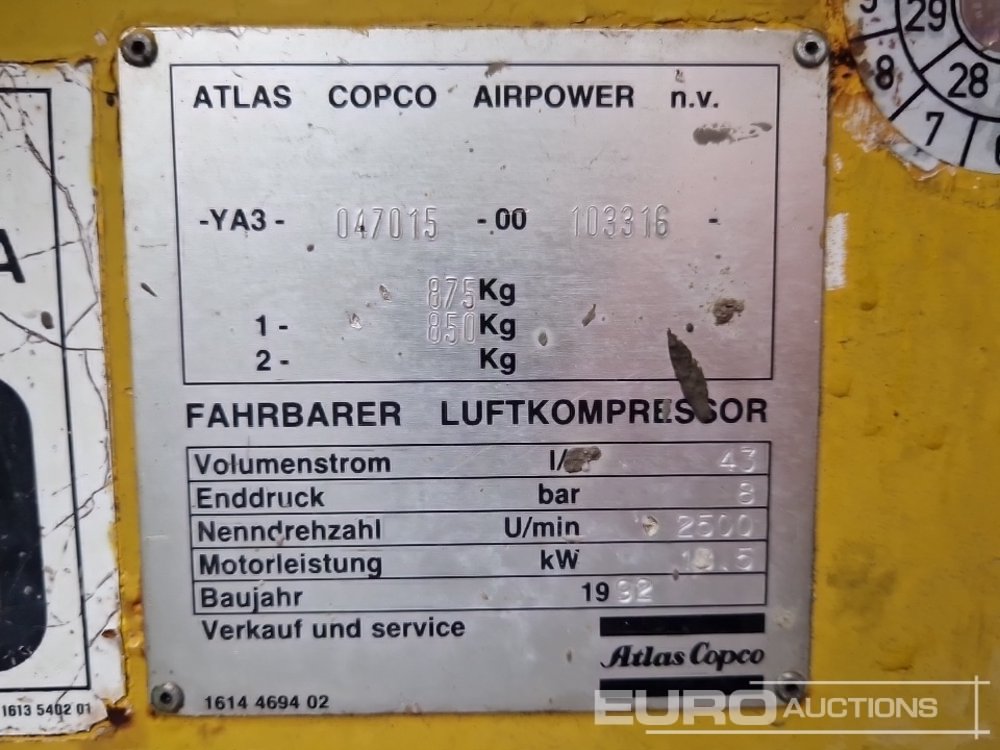 ATLAS COPCO AIRPOWER n.v.
-YA3- 047015 -.00 103316 -
875 Kg
1- 850 Kg
2- Kg
FAHRBARER LUFTKOMPRESSOR
Volumenstrom 43
Enddruck bar 8
Nenndrehzahl U/min 2500
Motorleistung kW
Baujahr 1992
Verkauf und service
Atlas Copco
1614 4694 02
1613 5402 01
A
9 29
8 28
7
EURO AUCTIONS